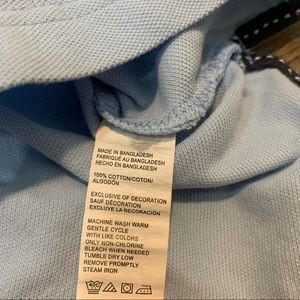 MADE IN BANGLADESH
FABRIQUÉ AU BANGLADESH
HECHO EN BANGLADESH
100% COTTON/COTON/
ALGODÓN
EXCLUSIVE OF DECORATION
SAUF DÉCORATION
EXCLUYE LA DECORACIÓN
MACHINE WASH WARM
GENTLE CYCLE
WITH LIKE COLORS
ONLY NON-CHLORINE
BLEACH WHEN NEEDED
TUMBLE DRY LOW
REMOVE PROMPTLY
STEAM IRON